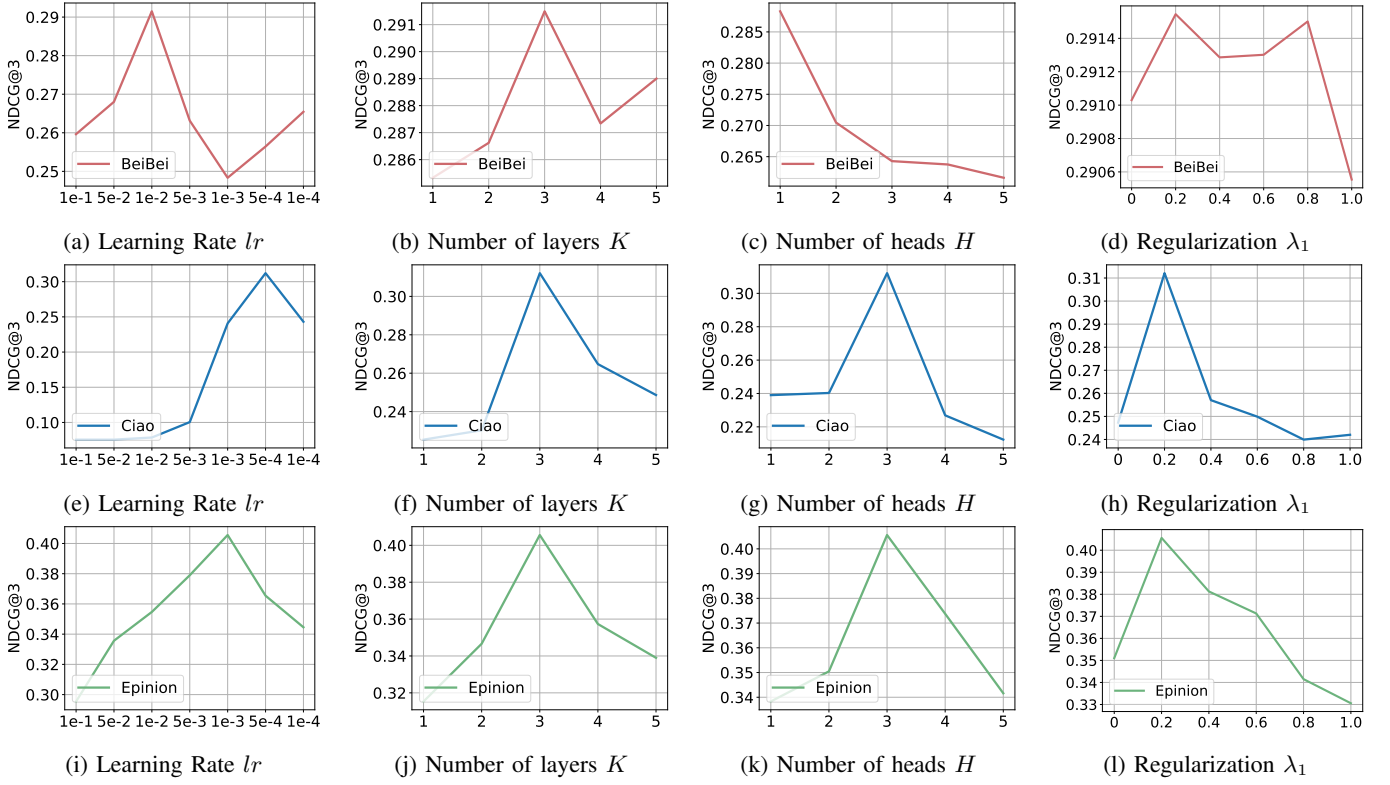 NDCG@3
0.29
0.28
0.27
0.26
0.25
BeiBei
1e-1 5e-2 1e-2 5e-3 1e-3 5e-4 1e-4
(a) Learning Rate lr
NDCG@3
0.291
0.290
0.289
0.288
0.287
0.286
BeiBei
1 2 3 4 5
(b) Number of layers K
NDCG@3
0.285
0.280
0.275
0.270
0.265
BeiBei
1 2 3 4 5
(c) Number of heads H
NDCG@3
0.2914
0.2912
0.2910
0.2908
0.2906
BeiBei
0 0.2 0.4 0.6 0.8 1.0
(d) Regularization λ₁
NDCG@3
0.30
0.25
0.20
0.15
0.10
Ciao
1e-1 5e-2 1e-2 5e-3 1e-3 5e-4 1e-4
(e) Learning Rate lr
NDCG@3
0.30
0.28
0.26
0.24
Ciao
1 2 3 4 5
(f) Number of layers K
NDCG@3
0.30
0.28
0.26
0.24
0.22
Ciao
1 2 3 4 5
(g) Number of heads H
NDCG@3
0.31
0.30
0.29
0.28
0.27
0.26
0.25
0.24
Ciao
0 0.2 0.4 0.6 0.8 1.0
(h) Regularization λ₁
NDCG@3
0.40
0.38
0.36
0.34
0.32
0.30
Epinion
1e-1 5e-2 1e-2 5e-3 1e-3 5e-4 1e-4
(i) Learning Rate lr
NDCG@3
0.40
0.38
0.36
0.34
0.32
Epinion
1 2 3 4 5
(j) Number of layers K
NDCG@3
0.40
0.39
0.38
0.37
0.36
0.35
0.34
Epinion
1 2 3 4 5
(k) Number of heads H
NDCG@3
0.40
0.39
0.38
0.37
0.36
0.35
0.34
0.33
Epinion
0 0.2 0.4 0.6 0.8 1.0
(l) Regularization λ₁